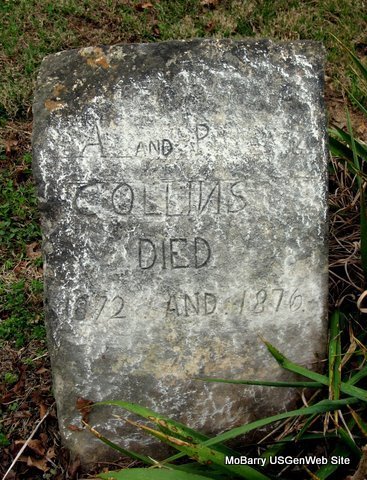 A AND P
COLLINS
DIED
1872 AND 1876
MoBarry USGenWeb Site